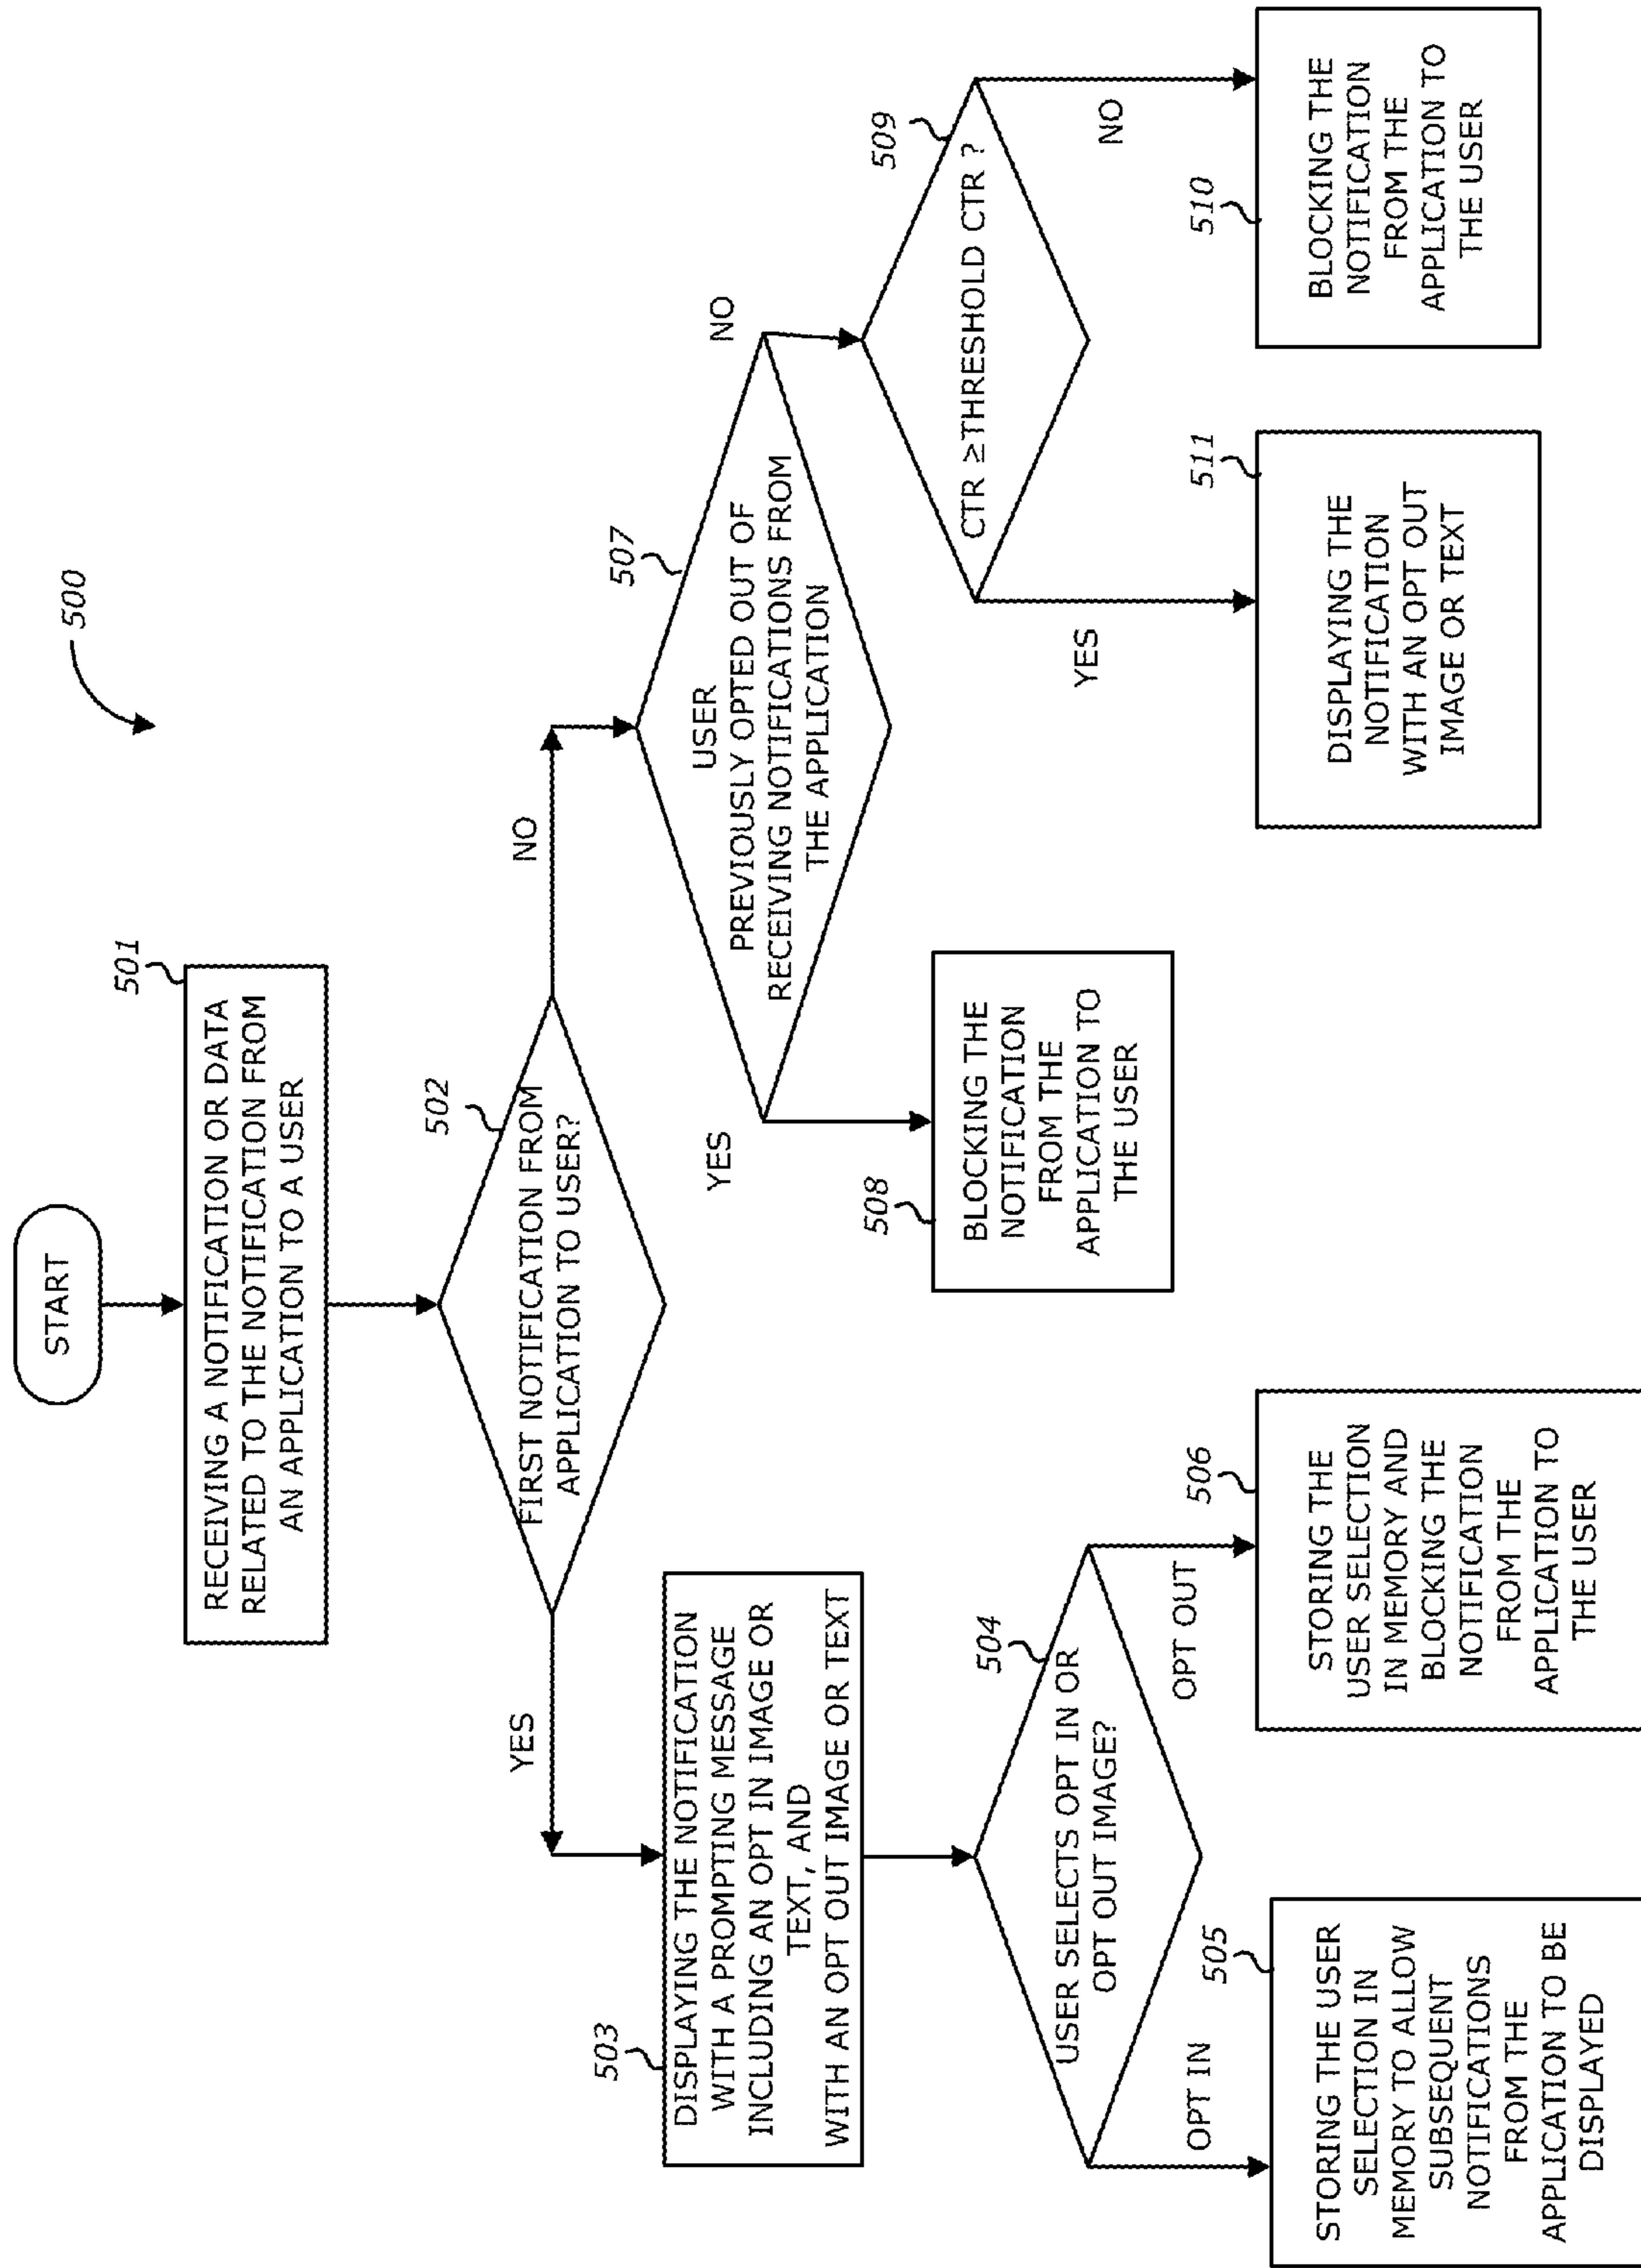 500
START
501
RECEIVING A NOTIFICATION OR DATA
RELATED TO THE NOTIFICATION FROM
AN APPLICATION TO A USER
502
FIRST NOTIFICATION FROM
APPLICATION TO USER?
YES
NO
503
DISPLAYING THE NOTIFICATION
WITH A PROMPTING MESSAGE
INCLUDING AN OPT IN IMAGE OR
TEXT, AND
WITH AN OPT OUT IMAGE OR TEXT
504
USER SELECTS OPT IN OR
OPT OUT IMAGE?
OPT IN
OPT OUT
505
STORING THE USER
SELECTION IN
MEMORY TO ALLOW
SUBSEQUENT
NOTIFICATIONS
FROM THE
APPLICATION TO BE
DISPLAYED
506
STORING THE
USER SELECTION
IN MEMORY AND
BLOCKING THE
NOTIFICATION
FROM THE
APPLICATION TO
THE USER
507
USER
PREVIOUSLY OPTED OUT OF
RECEIVING NOTIFICATIONS FROM
THE APPLICATION
YES
NO
508
BLOCKING THE
NOTIFICATION
FROM THE
APPLICATION TO
THE USER
509
CTR ≥THRESHOLD CTR ?
YES
NO
511
DISPLAYING THE
NOTIFICATION
WITH AN OPT OUT
IMAGE OR TEXT
510
BLOCKING THE
NOTIFICATION
FROM THE
APPLICATION TO
THE USER